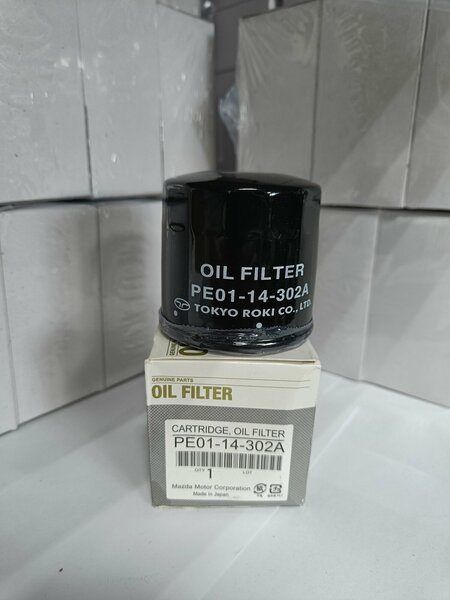 OIL FILTER
PE01-14-302A
TOKYO ROKI CO., LTD.
GENUINE PARTS
OIL FILTER
CARTRIDGE, OIL FILTER
PE01-14-302A
QTY
1
LOT
Mazda Motor Corporation
Made in Japan